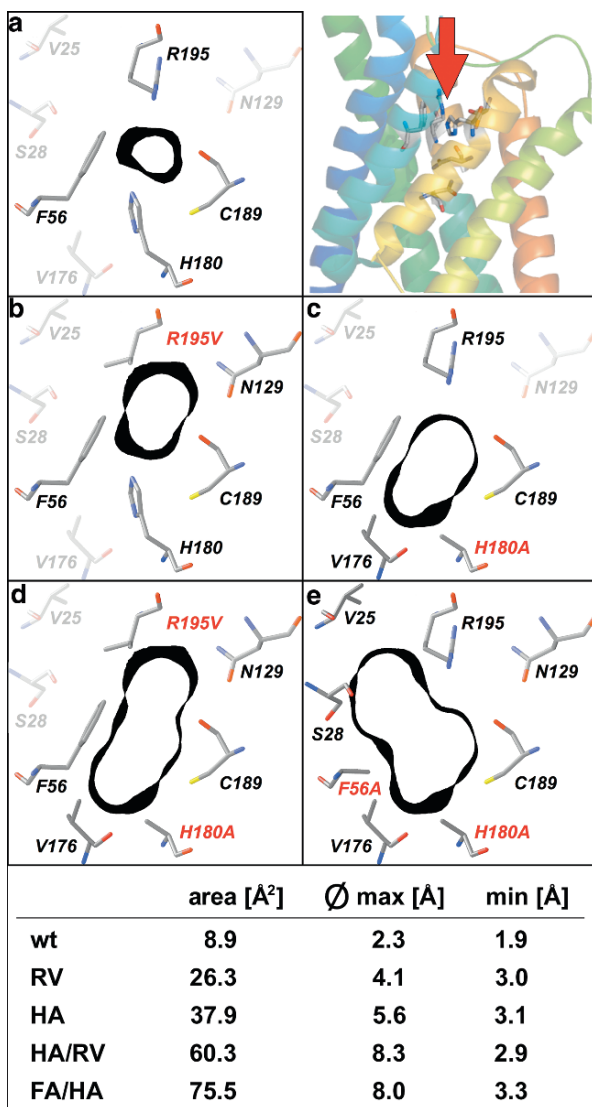 a
V25
R195
N129
S28
F56
C189
H180
V176
b
V25
R195V
N129
S28
F56
C189
V176
H180
c
V25
R195
N129
S28
F56
C189
V176
H180A
d
V25
R195V
N129
S28
F56
C189
V176
H180A
e
V25
R195
N129
S28
C189
F56A
V176
H180A
area [Å²] Ø max [Å] min [Å]
wt 8.9 2.3 1.9
RV 26.3 4.1 3.0
HA 37.9 5.6 3.1
HA/RV 60.3 8.3 2.9
FA/HA 75.5 8.0 3.3